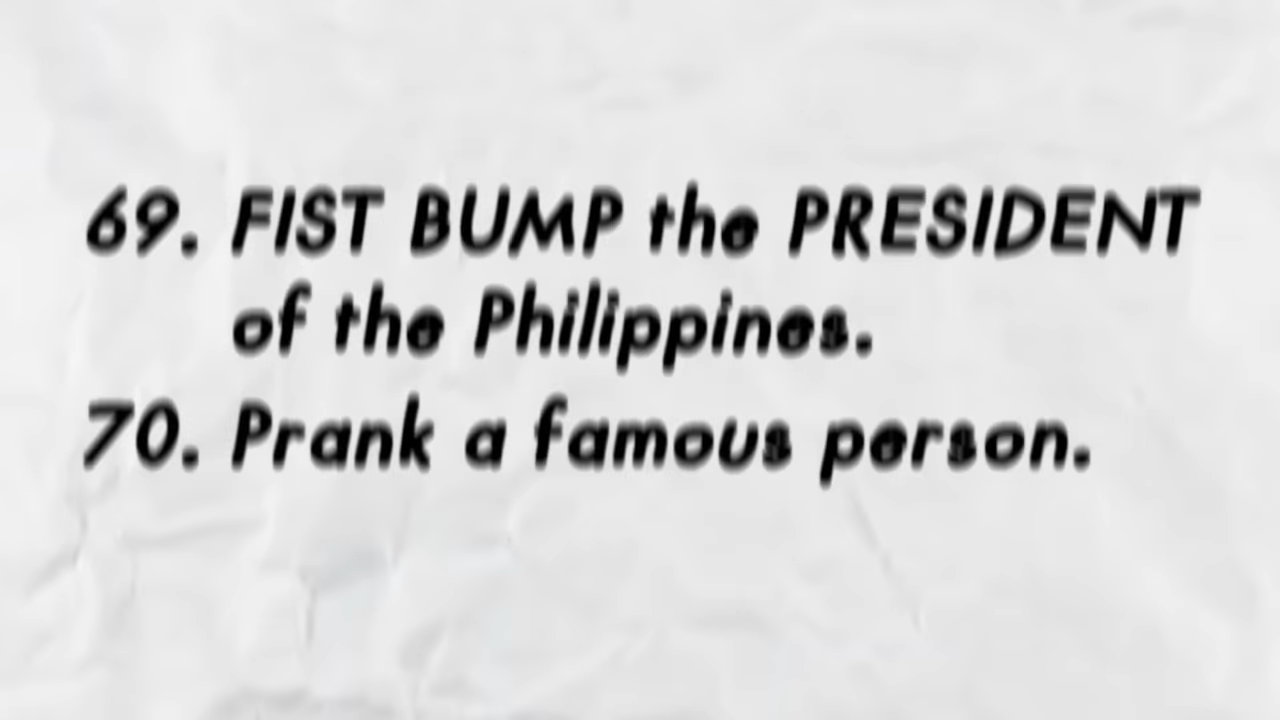 69. FIST BUMP the PRESIDENT
of the Philippines.
70. Prank a famous person.